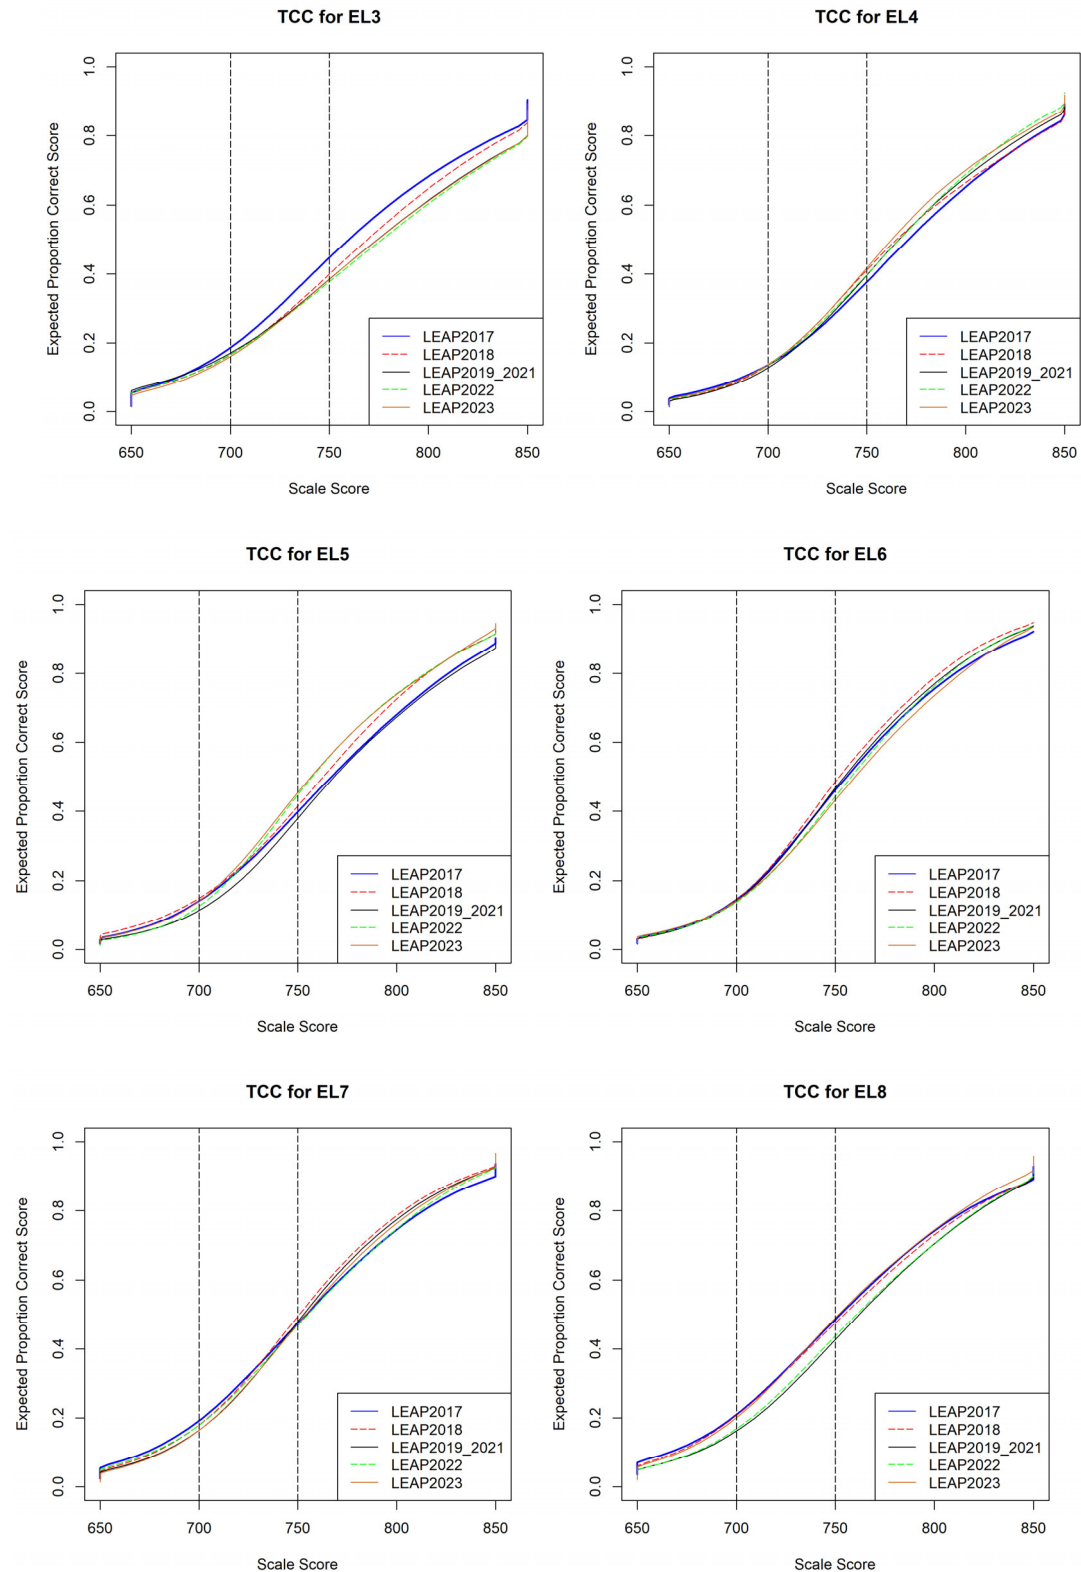 TCC for EL3
Expected Proportion Correct Score
1.0
0.8
0.6
0.4
0.2
0.0
LEAP2017
LEAP2018
LEAP2019_2021
LEAP2022
LEAP2023
650 700 750 800 850
Scale Score
TCC for EL4
Expected Proportion Correct Score
1.0
0.8
0.6
0.4
0.2
0.0
LEAP2017
LEAP2018
LEAP2019_2021
LEAP2022
LEAP2023
650 700 750 800 850
Scale Score
TCC for EL5
Expected Proportion Correct Score
1.0
0.8
0.6
0.4
0.2
0.0
LEAP2017
LEAP2018
LEAP2019_2021
LEAP2022
LEAP2023
650 700 750 800 850
Scale Score
TCC for EL6
Expected Proportion Correct Score
1.0
0.8
0.6
0.4
0.2
0.0
LEAP2017
LEAP2018
LEAP2019_2021
LEAP2022
LEAP2023
650 700 750 800 850
Scale Score
TCC for EL7
Expected Proportion Correct Score
1.0
0.8
0.6
0.4
0.2
0.0
LEAP2017
LEAP2018
LEAP2019_2021
LEAP2022
LEAP2023
650 700 750 800 850
Scale Score
TCC for EL8
Expected Proportion Correct Score
1.0
0.8
0.6
0.4
0.2
0.0
LEAP2017
LEAP2018
LEAP2019_2021
LEAP2022
LEAP2023
650 700 750 800 850
Scale Score